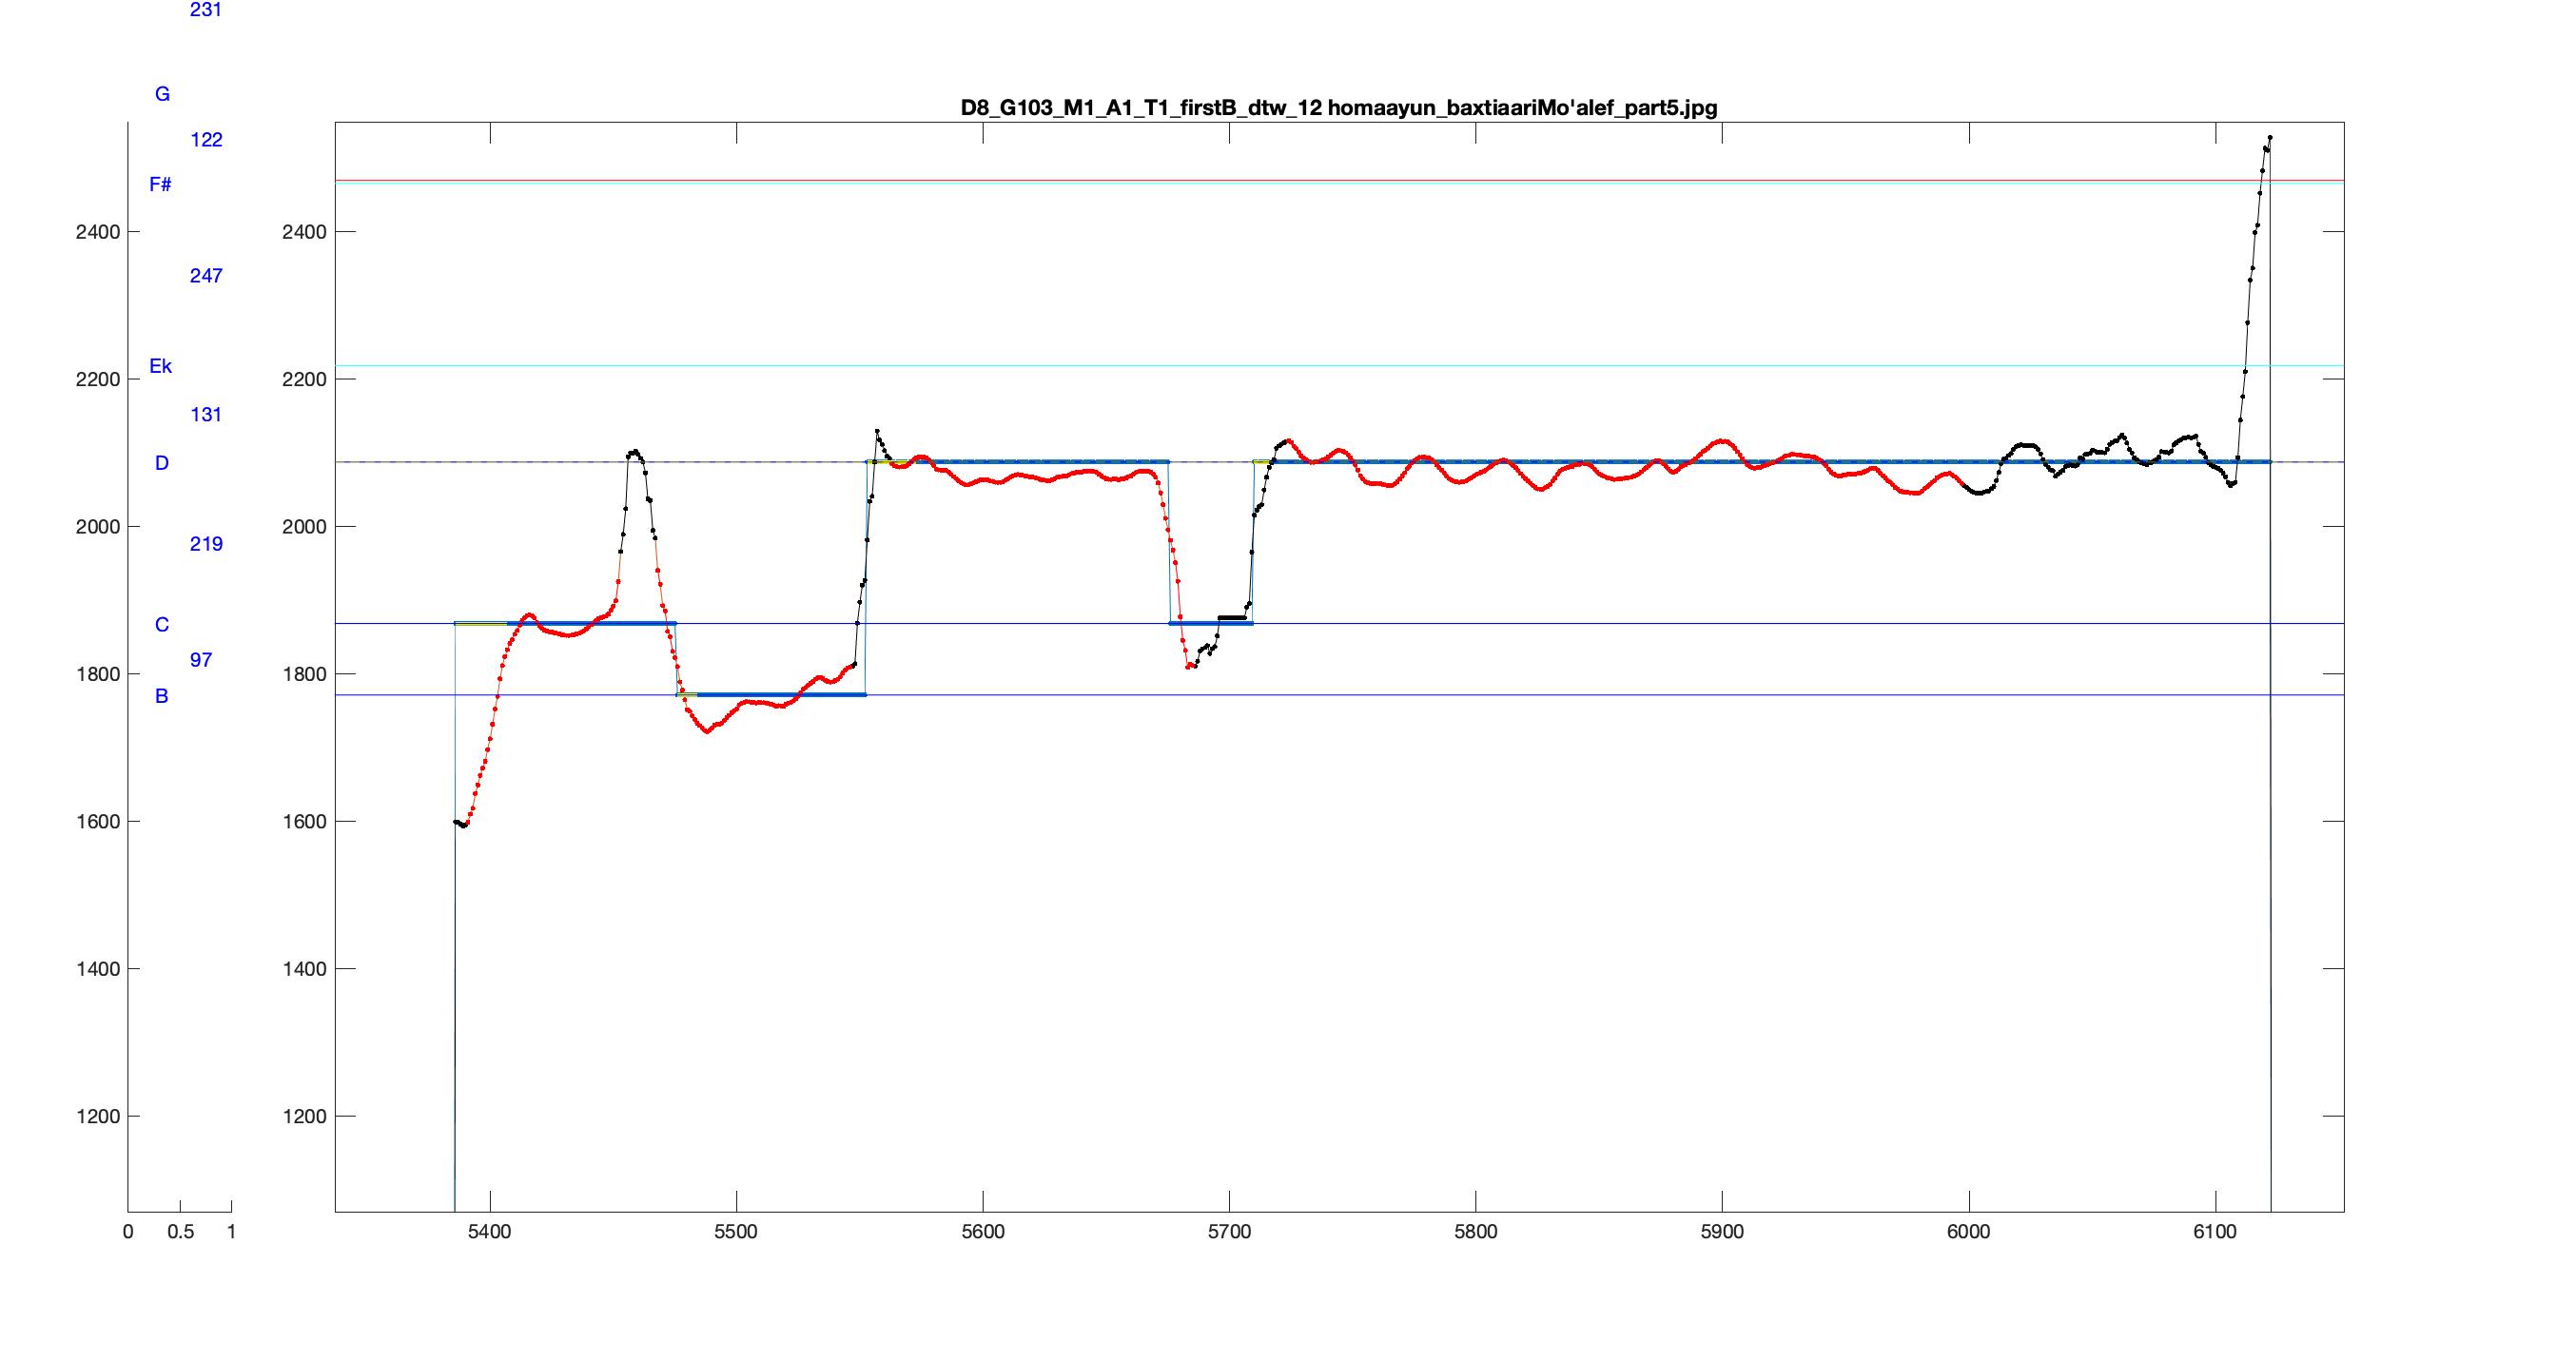 231
G
D8_G103_M1_A1_T1_firstB_dtw_12 homaayun_baxtiaariMo'alef_part5.jpg
122
F#
2400 2400
247
Ek
2200 2200
131
D
2000 2000
219
C
97
1800 1800
B
1600 1600
1400 1400
1200 1200
0 0.5 1 5400 5500 5600 5700 5800 5900 6000 6100